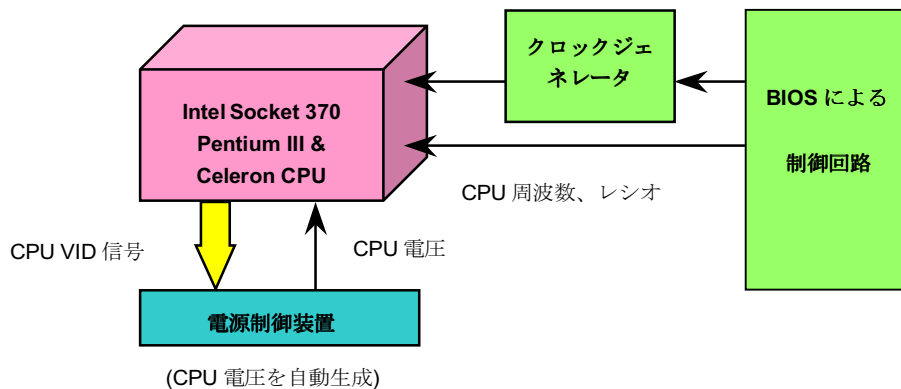 クロックジェ
ネレータ
Intel Socket 370
Pentium III &
Celeron CPU
BIOS による
制御回路
CPU 周波数、レシオ
CPU VID 信号
CPU 電圧
電源制御装置
(CPU 電圧を自動生成)